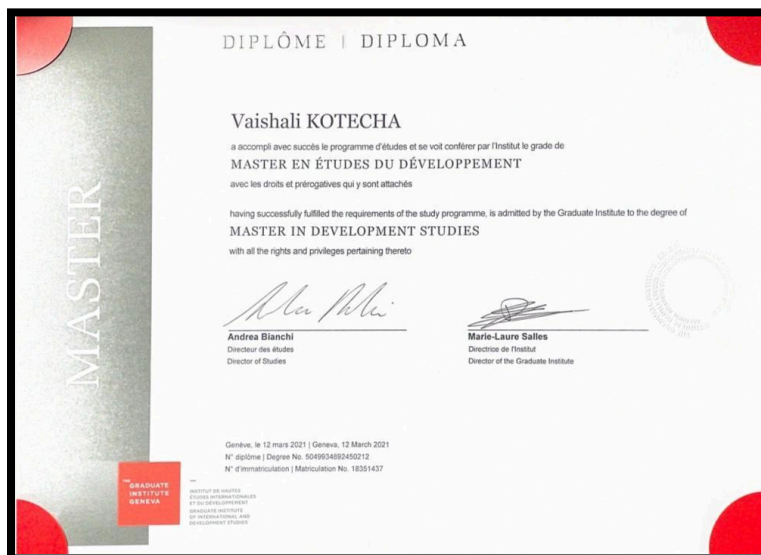 DIPLÔME | DIPLOMA
Vaishali KOTECHA
a accompli avec succès le programme d'études et se voit conférer par l'Institut le grade de
MASTER EN ÉTUDES DU DÉVELOPPEMENT
avec les droits et prérogatives qui y sont attachés
having successfully fulfilled the requirements of the study programme, is admitted by the Graduate Institute to the degree of
MASTER IN DEVELOPMENT STUDIES
with all the rights and privileges pertaining thereto
MASTER
Andrea Bianchi
Directeur des études
Director of Studies
Marie-Laure Salles
Directrice de l'Institut
Director of the Graduate Institute
Genève, le 12 mars 2021 | Geneva, 12 March 2021
N° diplôme | Degree No. 5049934892450212
N° d'immatriculation | Matriculation No. 18351437
THE
GRADUATE
INSTITUTE
GENEVA
INSTITUT DE HAUTES
ÉTUDES INTERNATIONALES
ET DU DÉVELOPPEMENT
GRADUATE INSTITUTE
OF INTERNATIONAL AND
DEVELOPMENT STUDIES